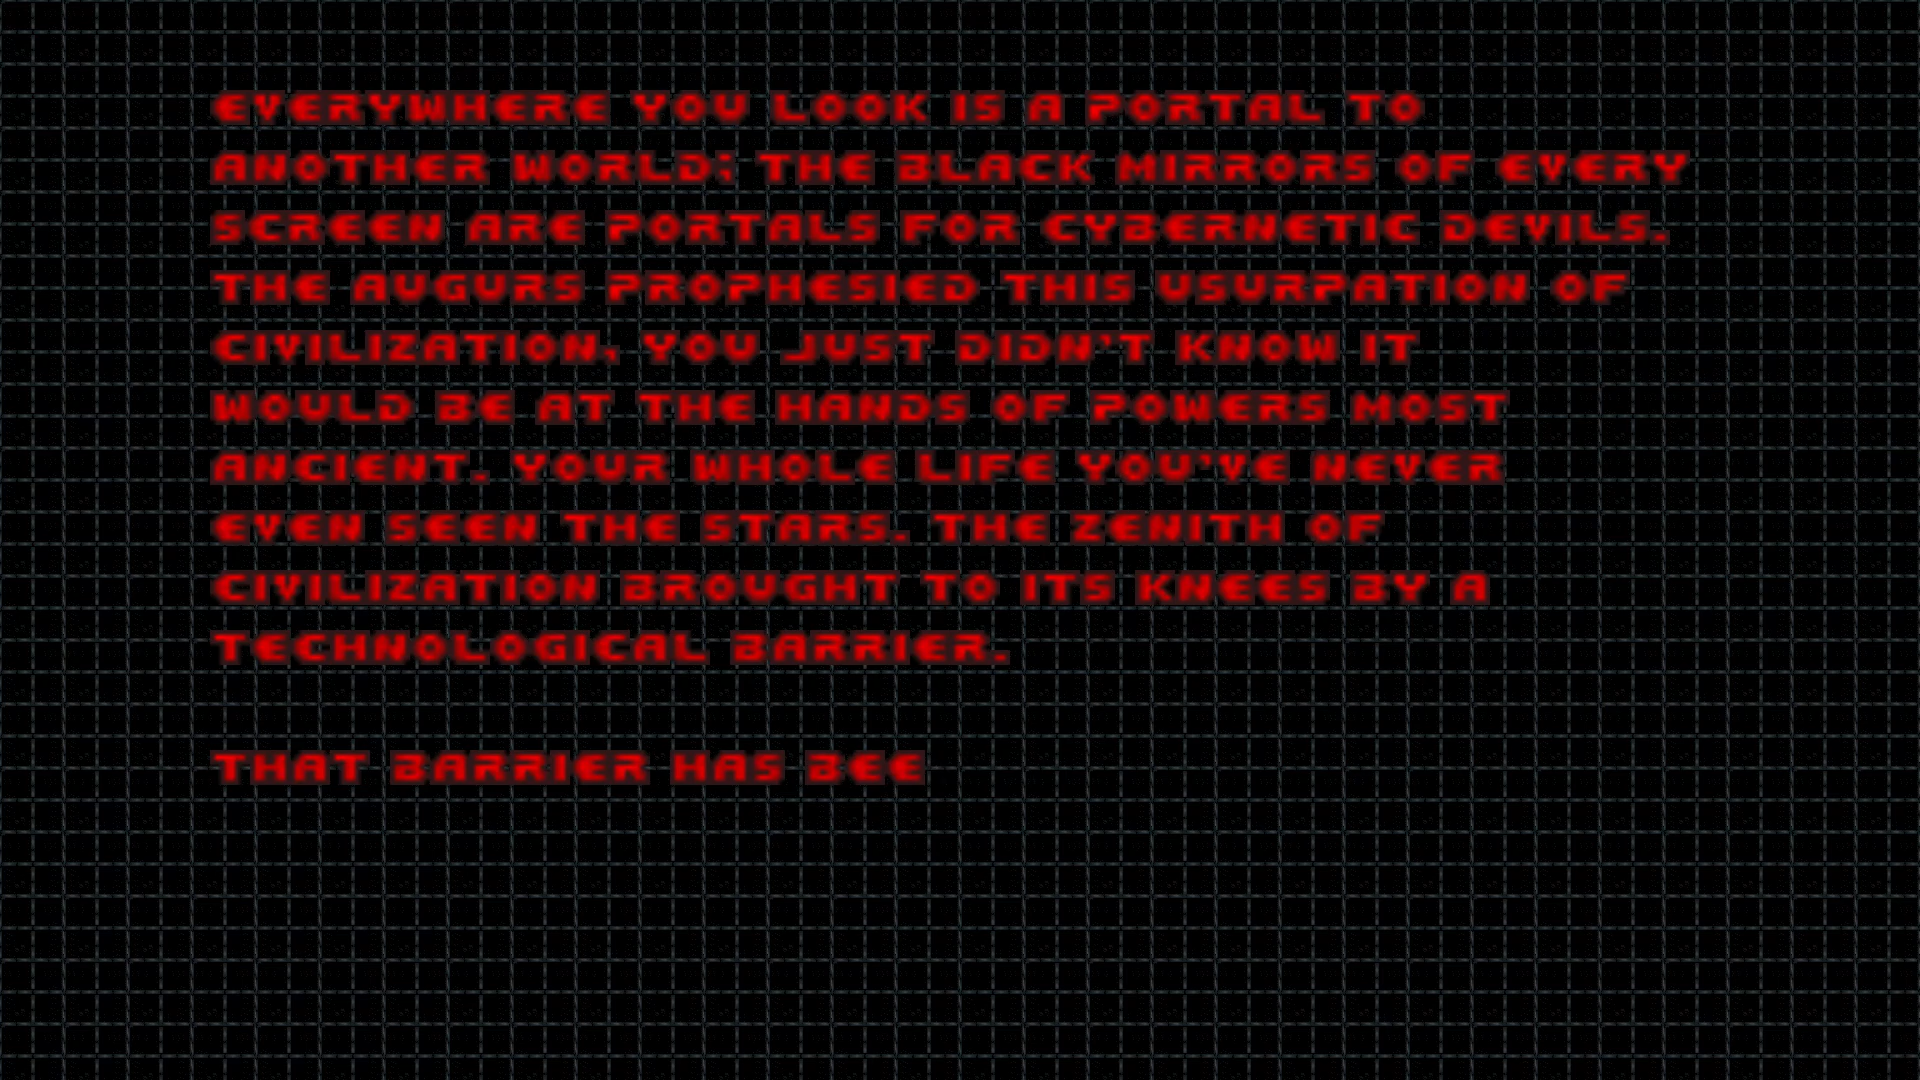 EVERYWHERE YOU LOOK IS A PORTAL TO
ANOTHER WORLD; THE BLACK MIRRORS OF EVERY
SCREEN ARE PORTALS FOR CYBERNETIC DEVILS.
THE AUGURS PROPHESIED THIS USURPATION OF
CIVILIZATION, YOU JUST DIDN'T KNOW IT
WOULD BE AT THE HANDS OF POWERS MOST
ANCIENT. YOUR WHOLE LIFE YOU'VE NEVER
EVEN SEEN THE STARS. THE ZENITH OF
CIVILIZATION BROUGHT TO ITS KNEES BY A
TECHNOLOGICAL BARRIER.
THAT BARRIER HAS BEE